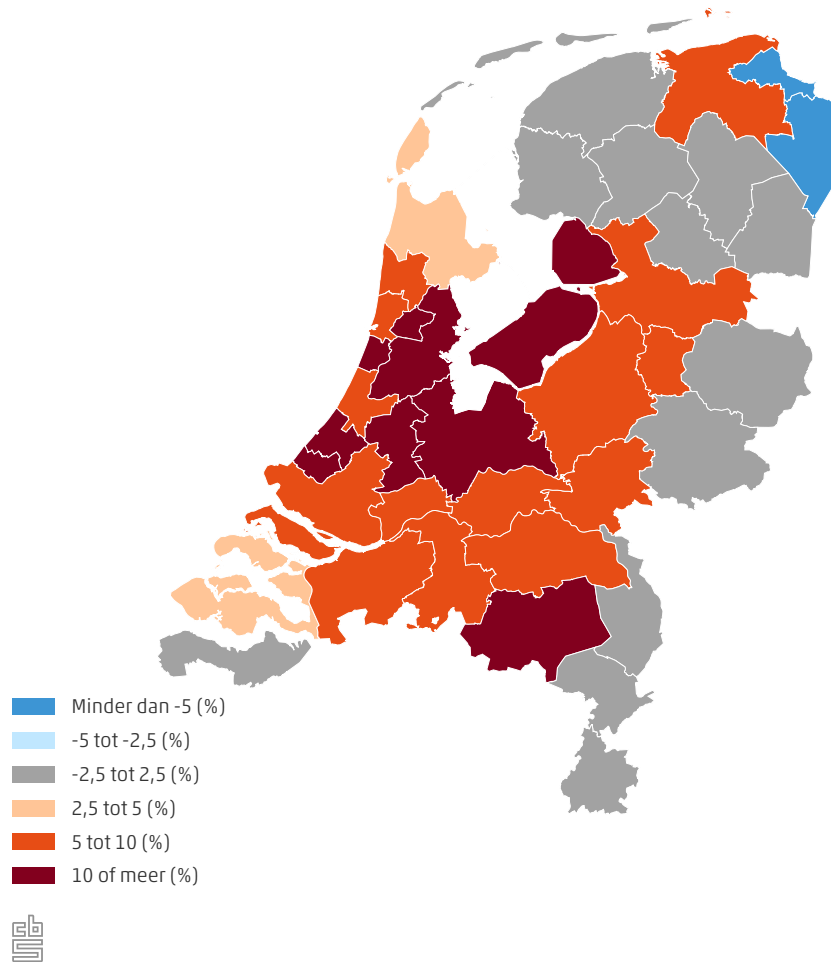 Minder dan -5 (%)
-5 tot -2,5 (%)
-2,5 tot 2,5 (%)
2,5 tot 5 (%)
5 tot 10 (%)
10 of meer (%)
cbs